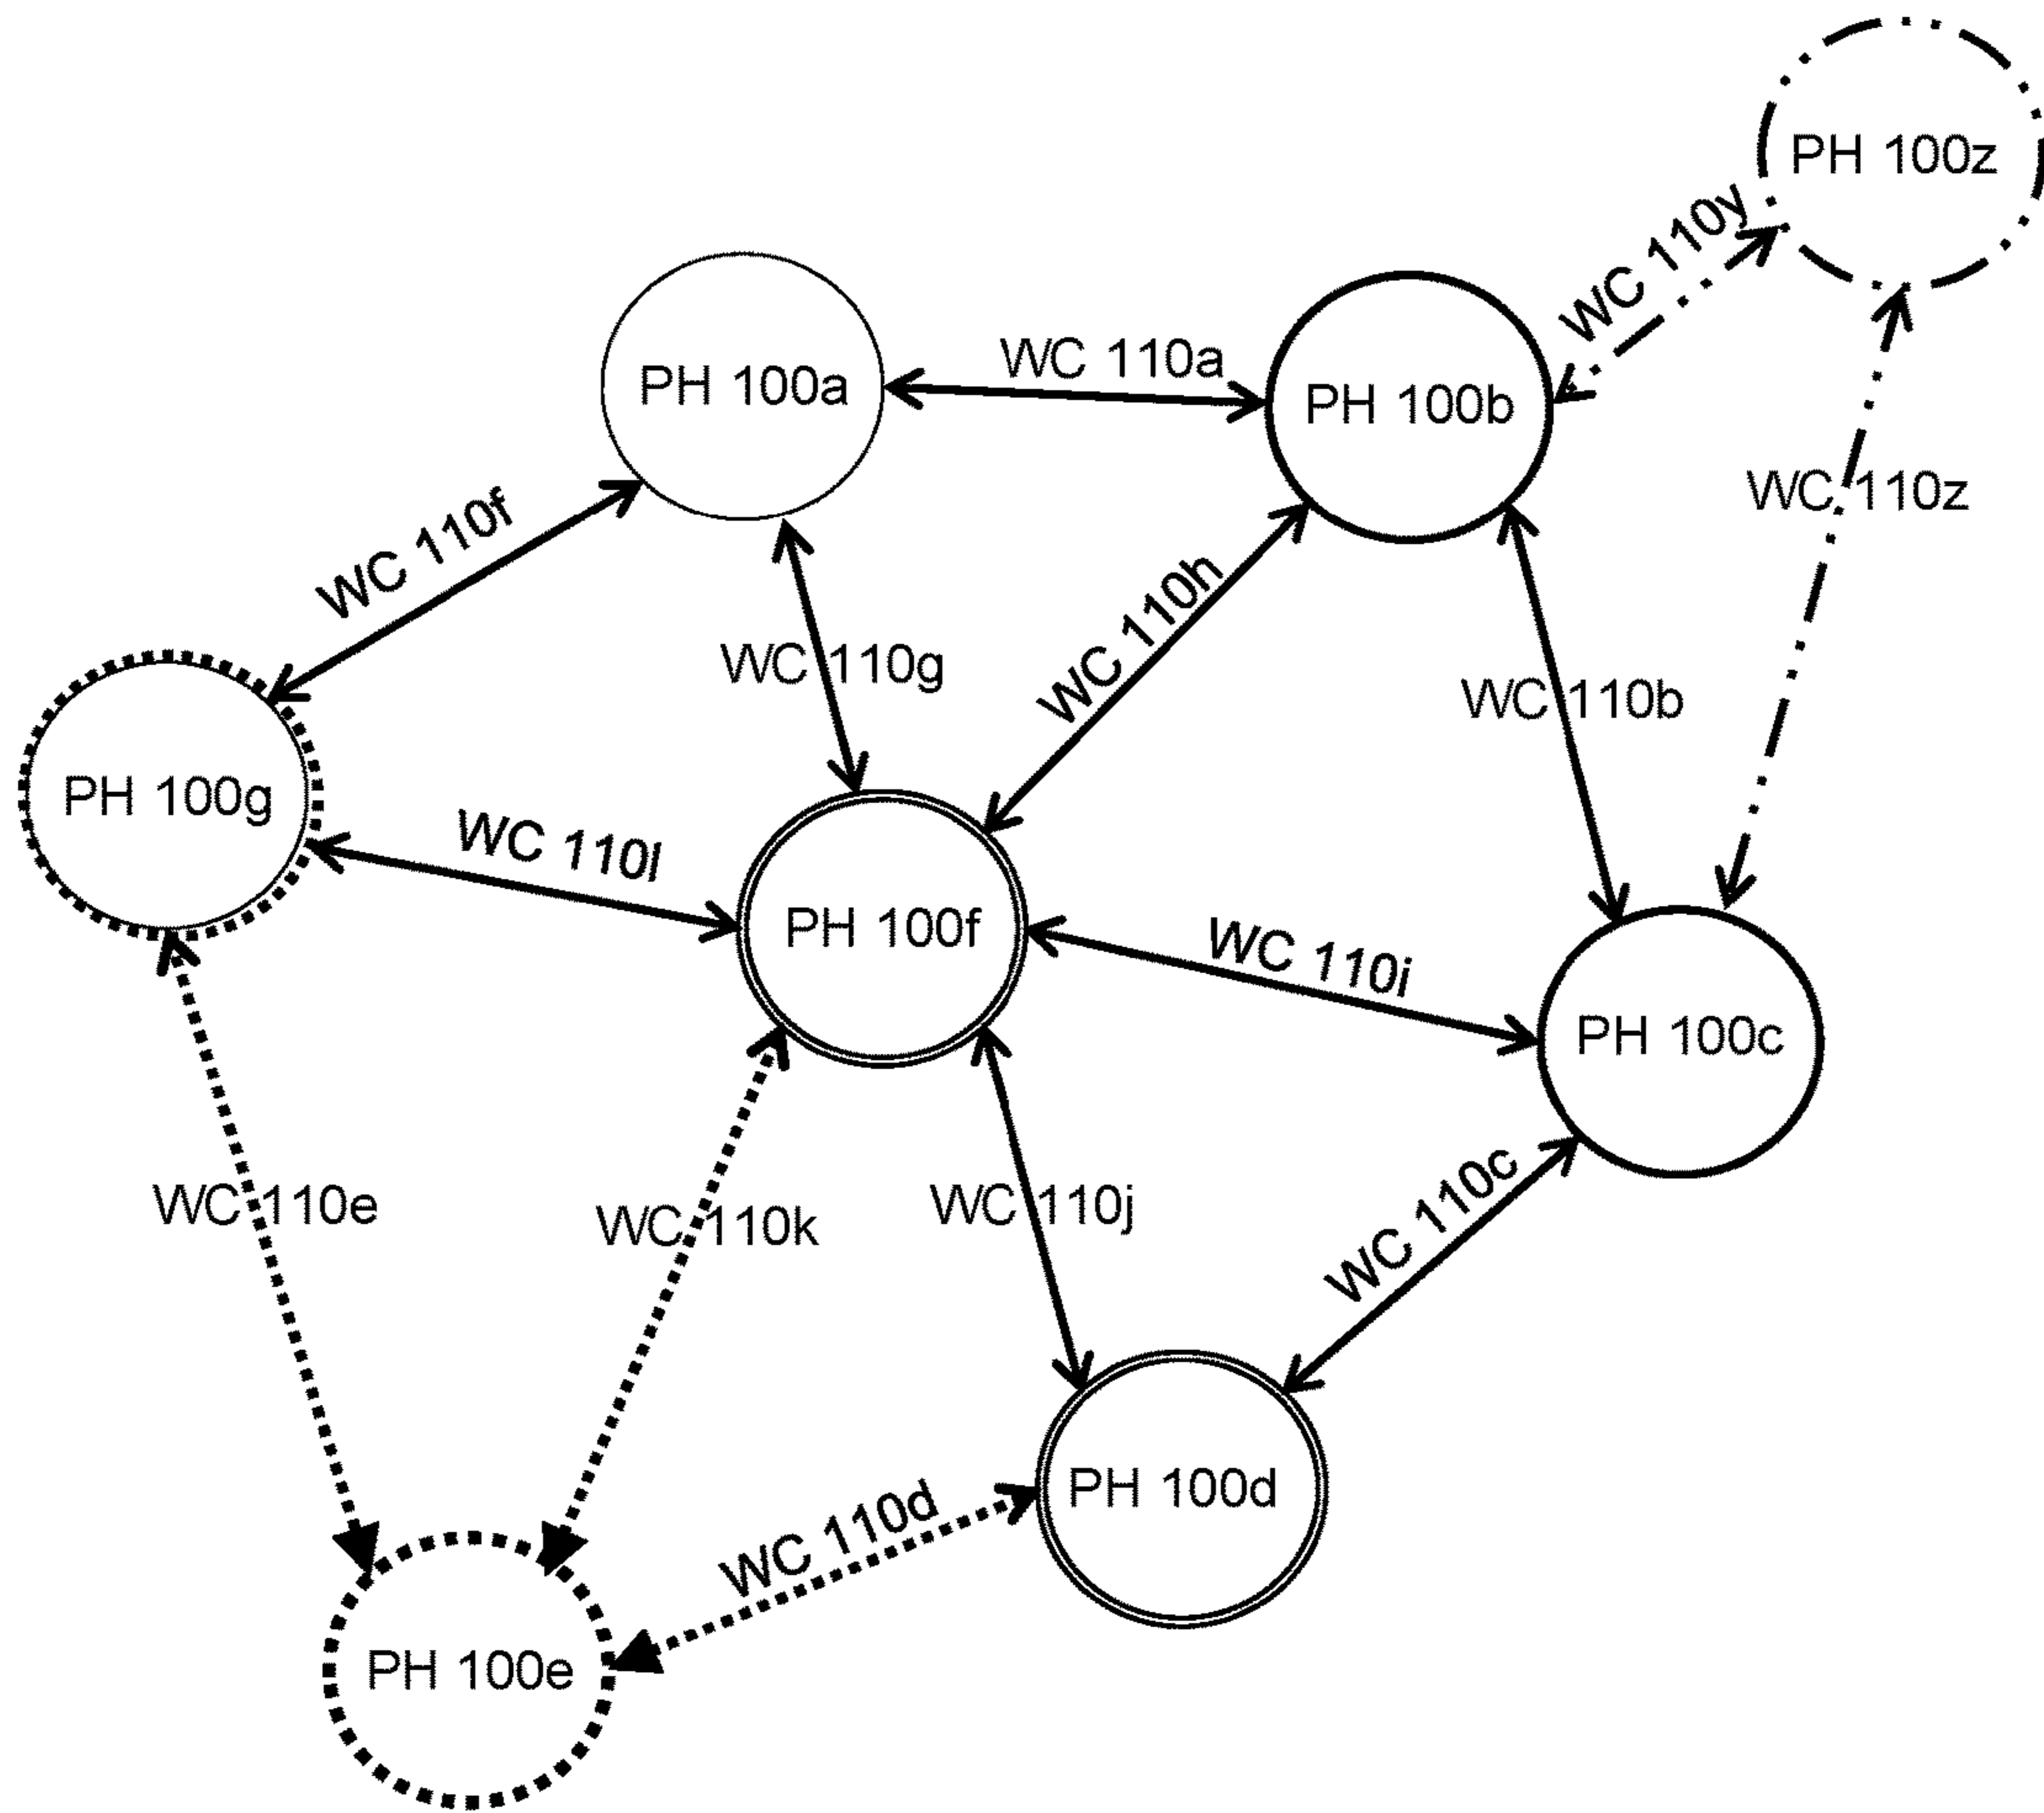 PH 100z
WC 110y
WC 110a
PH 100a
PH 100b
WC 110z
WC 110f
WC 110h
WC 110g
WC 110b
PH 100g
WC 110l
PH 100f
WC 110i
PH 100c
WC 110e
WC 110k
WC 110j
WC 110c
PH 100d
WC 110d
PH 100e